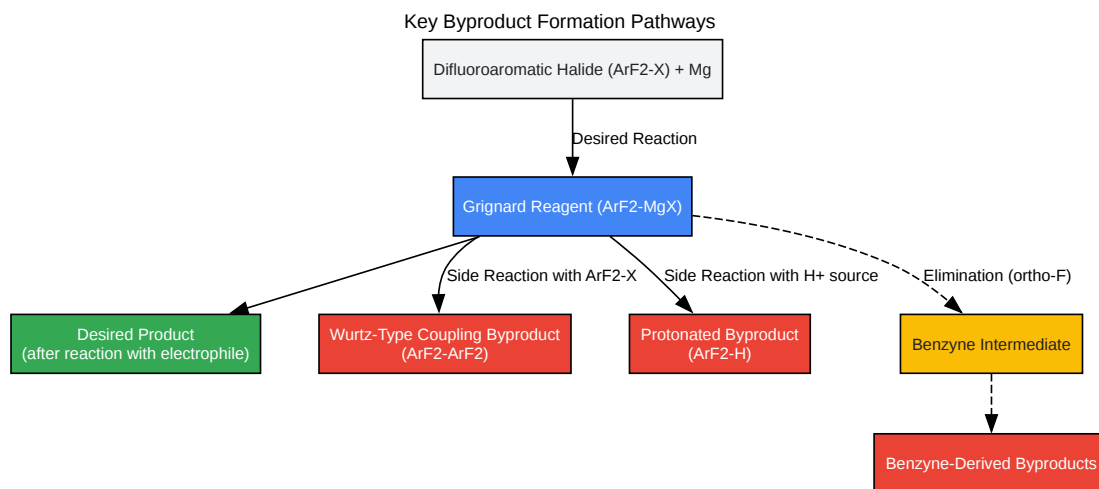 Key Byproduct Formation Pathways
Difluoroaromatic Halide (ArF2-X) + Mg
Desired Reaction
Grignard Reagent (ArF2-MgX)
Side Reaction with ArF2-X
Side Reaction with H+ source
Elimination (ortho-F)
Desired Product
(after reaction with electrophile)
Wurtz-Type Coupling Byproduct
(ArF2-ArF2)
Protonated Byproduct
(ArF2-H)
Benzyne Intermediate
Benzyne-Derived Byproducts